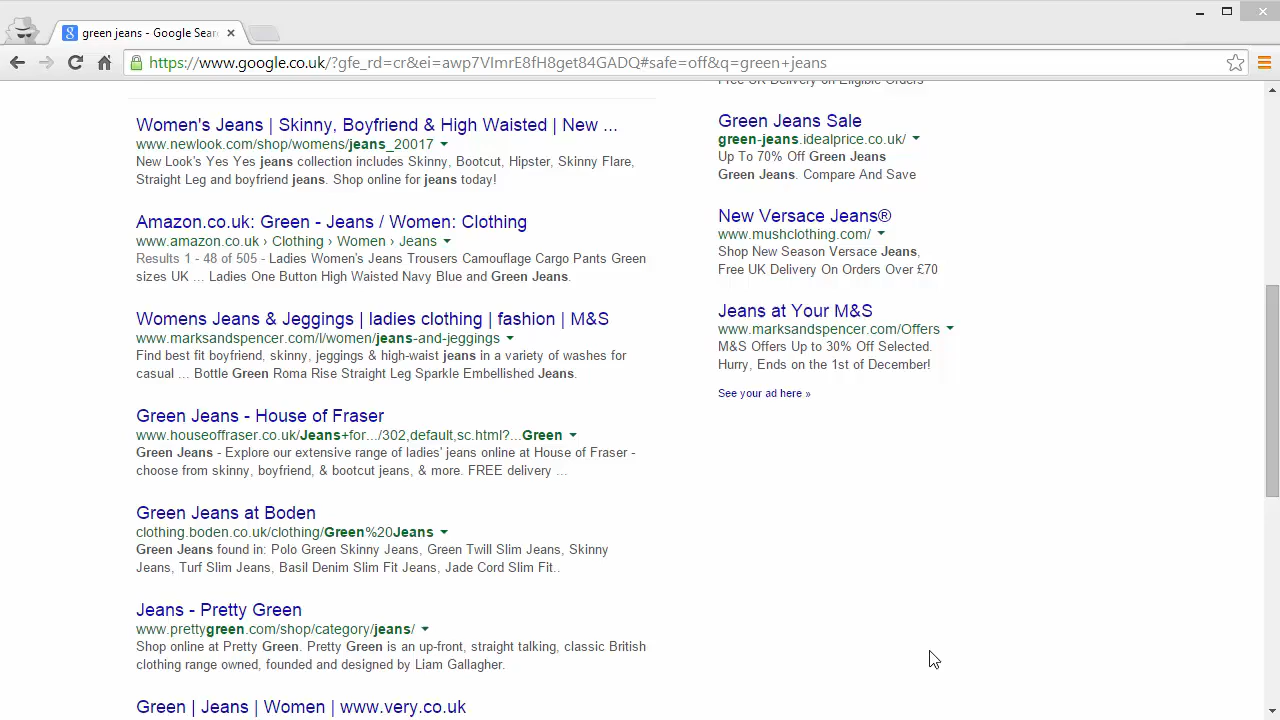 green jeans - Google Sear
https://www.google.co.uk/?gfe_rd=cr&ei=awp7VImrE8fH8get84GADQ#safe=off&q=green+jeans
Women's Jeans | Skinny, Boyfriend & High Waisted | New ...
www.newlook.com/shop/womens/jeans_20017
New Look's Yes Yes jeans collection includes Skinny, Bootcut, Hipster, Skinny Flare,
Straight Leg and boyfriend jeans. Shop online for jeans today!
Amazon.co.uk: Green - Jeans / Women: Clothing
www.amazon.co.uk › Clothing › Women › Jeans
Results 1 - 48 of 505 - Ladies Women's Jeans Trousers Camouflage Cargo Pants Green
sizes UK ... Ladies One Button High Waisted Navy Blue and Green Jeans.
Womens Jeans & Jeggings | ladies clothing | fashion | M&S
www.marksandspencer.com/l/women/jeans-and-jeggings
Find best fit boyfriend, skinny, jeggings & high-waist jeans in a variety of washes for
casual ... Bottle Green Roma Rise Straight Leg Sparkle Embellished Jeans.
Green Jeans - House of Fraser
www.houseoffraser.co.uk/Jeans+for.../302,default,sc.html?...Green
Green Jeans - Explore our extensive range of ladies' jeans online at House of Fraser -
choose from skinny, boyfriend, & bootcut jeans, & more. FREE delivery ...
Green Jeans at Boden
clothing.boden.co.uk/clothing/Green%20Jeans
Green Jeans found in: Polo Green Skinny Jeans, Green Twill Slim Jeans, Skinny
Jeans, Turf Slim Jeans, Basil Denim Slim Fit Jeans, Jade Cord Slim Fit..
Jeans - Pretty Green
www.prettygreen.com/shop/category/jeans/
Shop online at Pretty Green. Pretty Green is an up-front, straight talking, classic British
clothing range owned, founded and designed by Liam Gallagher.
Green | Jeans | Women | www.very.co.uk
Free UK Delivery on Eligible Orders
Green Jeans Sale
green-jeans.idealprice.co.uk/
Up To 70% Off Green Jeans
Green Jeans. Compare And Save
New Versace Jeans®
www.mushclothing.com/
Shop New Season Versace Jeans,
Free UK Delivery On Orders Over £70
Jeans at Your M&S
www.marksandspencer.com/Offers
M&S Offers Up to 30% Off Selected.
Hurry, Ends on the 1st of December!
See your ad here »